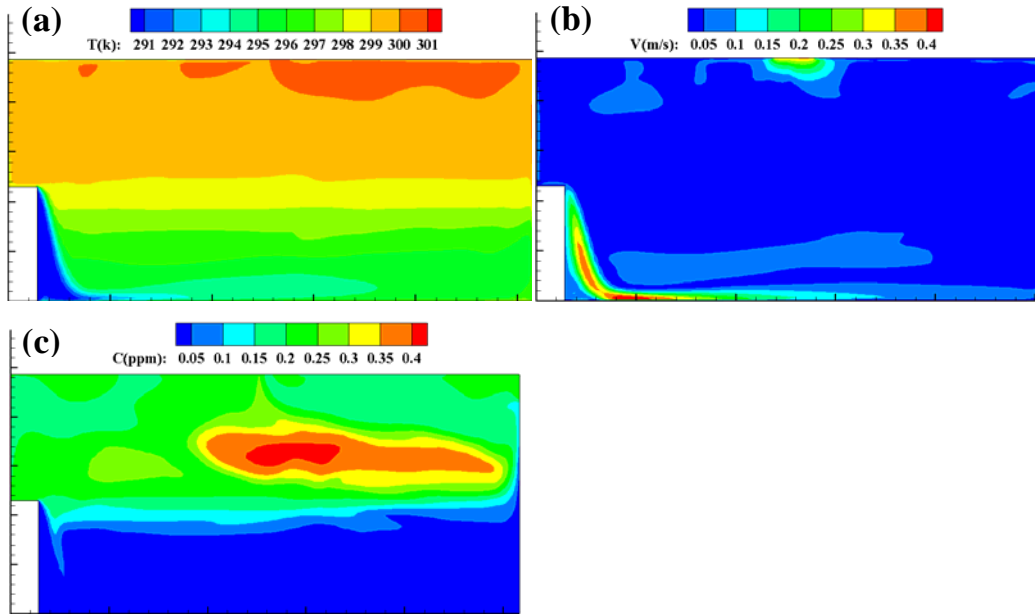 (a)
T(k): 291 292 293 294 295 296 297 298 299 300 301
(b)
V(m/s): 0.05 0.1 0.15 0.2 0.25 0.3 0.35 0.4
(c)
C(ppm): 0.05 0.1 0.15 0.2 0.25 0.3 0.35 0.4